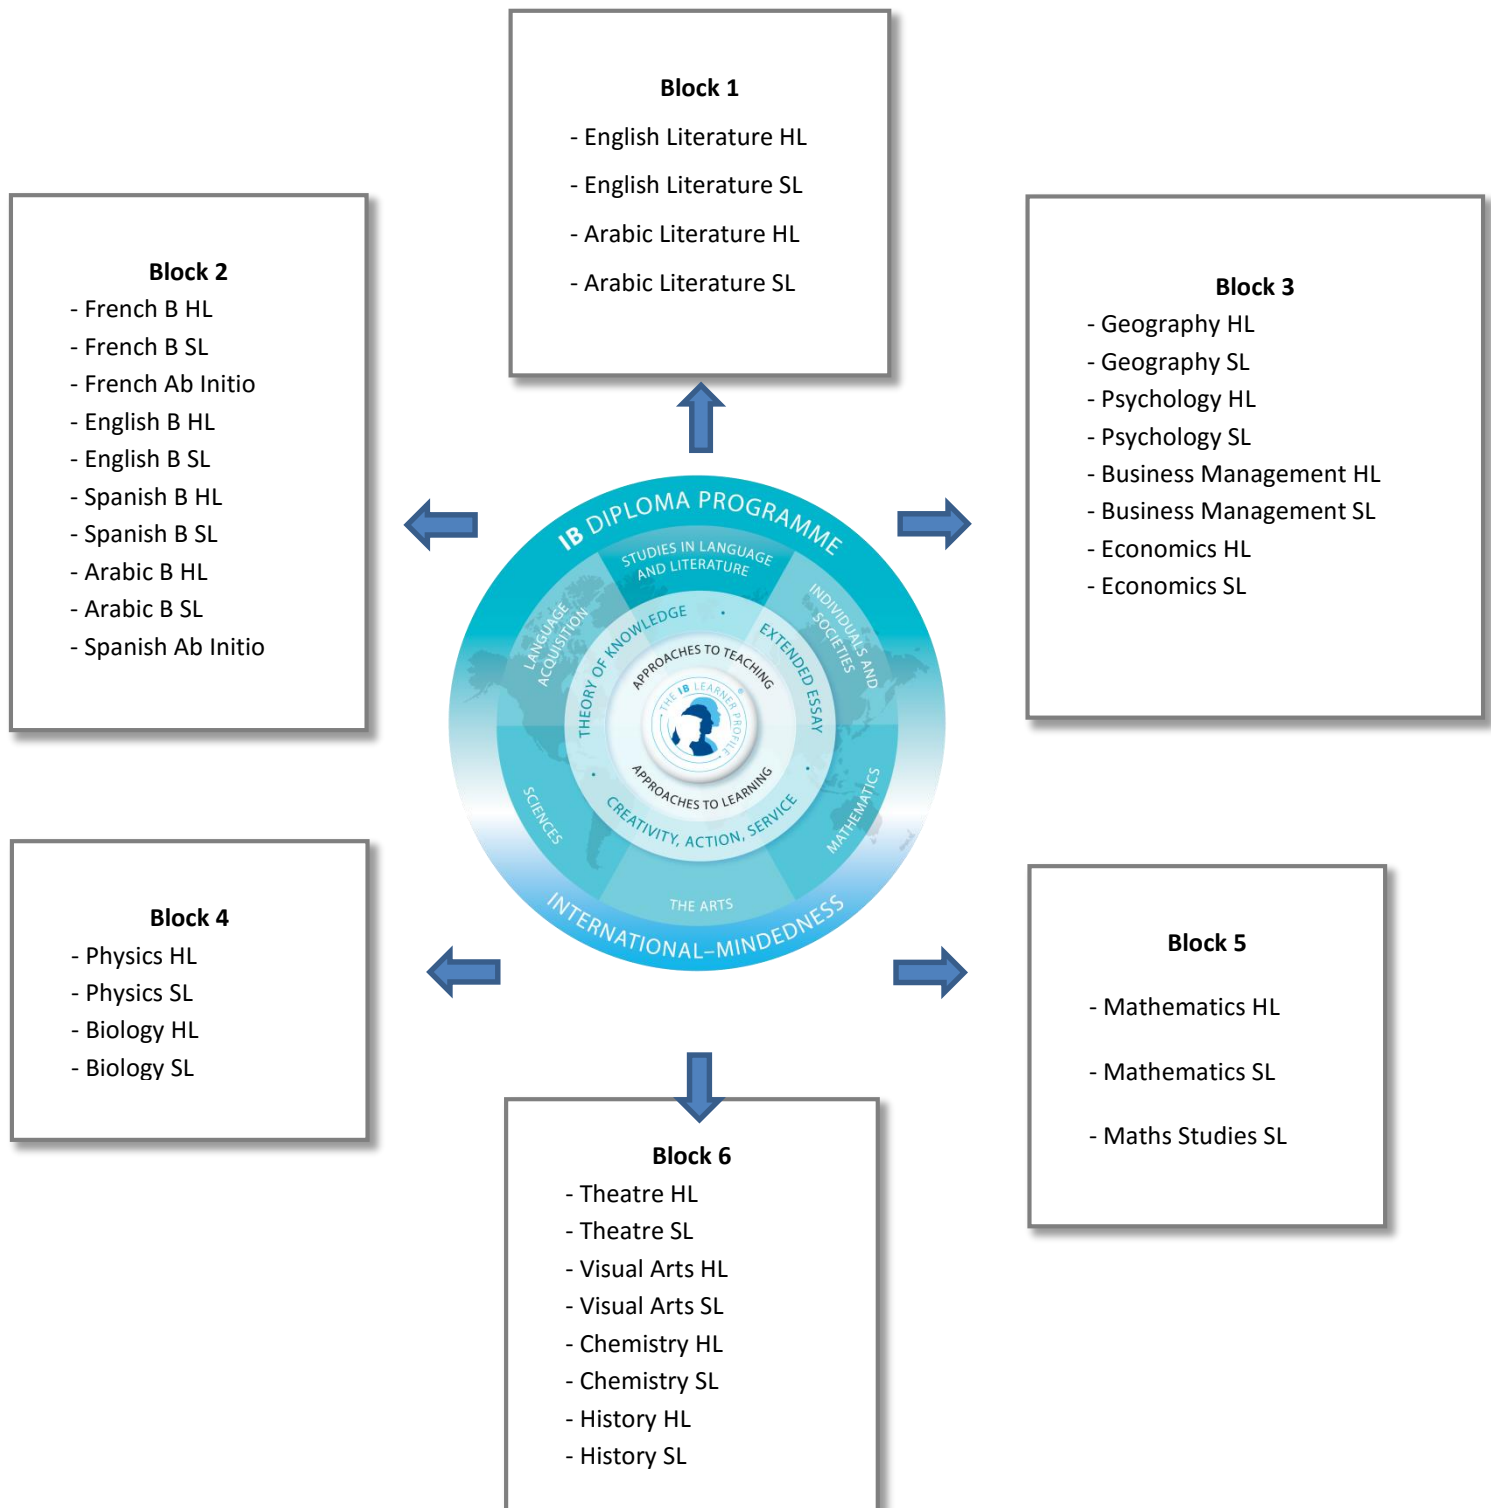 Block 1
- English Literature HL
- English Literature SL
- Arabic Literature HL
- Arabic Literature SL
Block 2
- French B HL
- French B SL
- French Ab Initio
- English B HL
- English B SL
- Spanish B HL
- Spanish B SL
- Arabic B HL
- Arabic B SL
- Spanish Ab Initio
Block 3
- Geography HL
- Geography SL
- Psychology HL
- Psychology SL
- Business Management HL
- Business Management SL
- Economics HL
- Economics SL
IB DIPLOMA PROGRAMME
STUDIES IN LANGUAGE
AND LITERATURE
LANGUAGE
ACQUISITION
INDIVIDUALS AND
SOCIETIES
THEORY OF KNOWLEDGE
EXTENDED ESSAY
APPROACHES TO TEACHING
THE IB LEARNER PROFILE
®
APPROACHES TO LEARNING
CREATIVITY, ACTION, SERVICE
SCIENCES
MATHEMATICS
THE ARTS
INTERNATIONAL–MINDEDNESS
Block 4
- Physics HL
- Physics SL
- Biology HL
- Biology SL
Block 5
- Mathematics HL
- Mathematics SL
- Maths Studies SL
Block 6
- Theatre HL
- Theatre SL
- Visual Arts HL
- Visual Arts SL
- Chemistry HL
- Chemistry SL
- History HL
- History SL